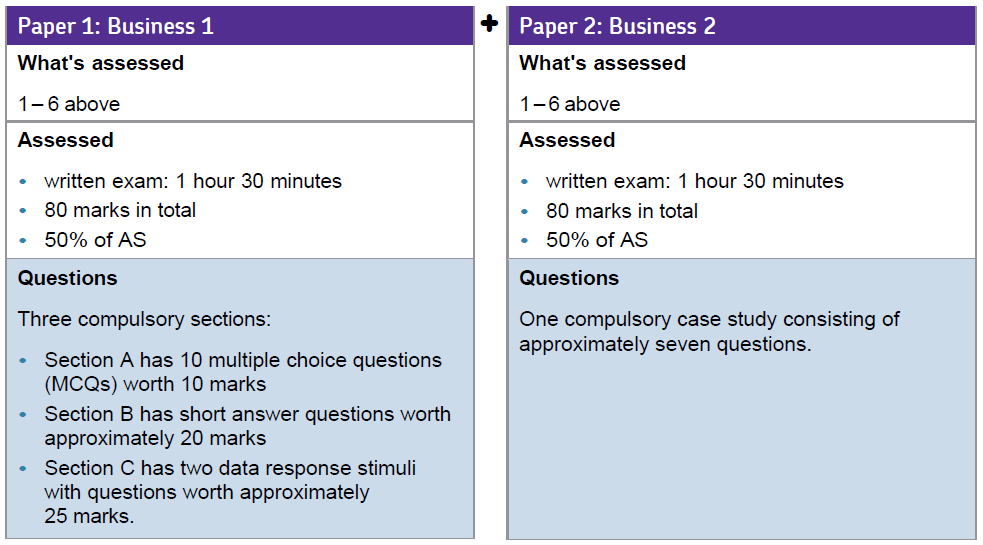 Paper 1: Business 1
What's assessed
1 – 6 above
Assessed
• written exam: 1 hour 30 minutes
• 80 marks in total
• 50% of AS
Questions
Three compulsory sections:
• Section A has 10 multiple choice questions
(MCQs) worth 10 marks
• Section B has short answer questions worth
approximately 20 marks
• Section C has two data response stimuli
with questions worth approximately
25 marks.
+
Paper 2: Business 2
What's assessed
1 – 6 above
Assessed
• written exam: 1 hour 30 minutes
• 80 marks in total
• 50% of AS
Questions
One compulsory case study consisting of
approximately seven questions.